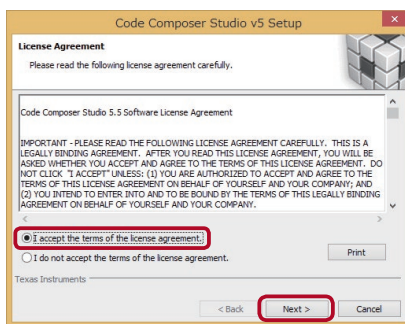 Code Composer Studio v5 Setup
License Agreement
Please read the following license agreement carefully.
Code Composer Studio 5.5 Software License Agreement
IMPORTANT - PLEASE READ THE FOLLOWING LICENSE AGREEMENT CAREFULLY. THIS IS A
LEGALLY BINDING AGREEMENT. AFTER YOU READ THIS LICENSE AGREEMENT, YOU WILL BE
ASKED WHETHER YOU ACCEPT AND AGREE TO THE TERMS OF THIS LICENSE AGREEMENT. DO
NOT CLICK "I ACCEPT" UNLESS: (1) YOU ARE AUTHORIZED TO ACCEPT AND AGREE TO THE
TERMS OF THIS LICENSE AGREEMENT ON BEHALF OF YOURSELF AND YOUR COMPANY; AND
(2) YOU INTEND TO ENTER INTO AND TO BE BOUND BY THE TERMS OF THIS LEGALLY BINDING
AGREEMENT ON BEHALF OF YOURSELF AND YOUR COMPANY.
I accept the terms of the license agreement.
I do not accept the terms of the license agreement.
Print
Texas Instruments
< Back
Next >
Cancel